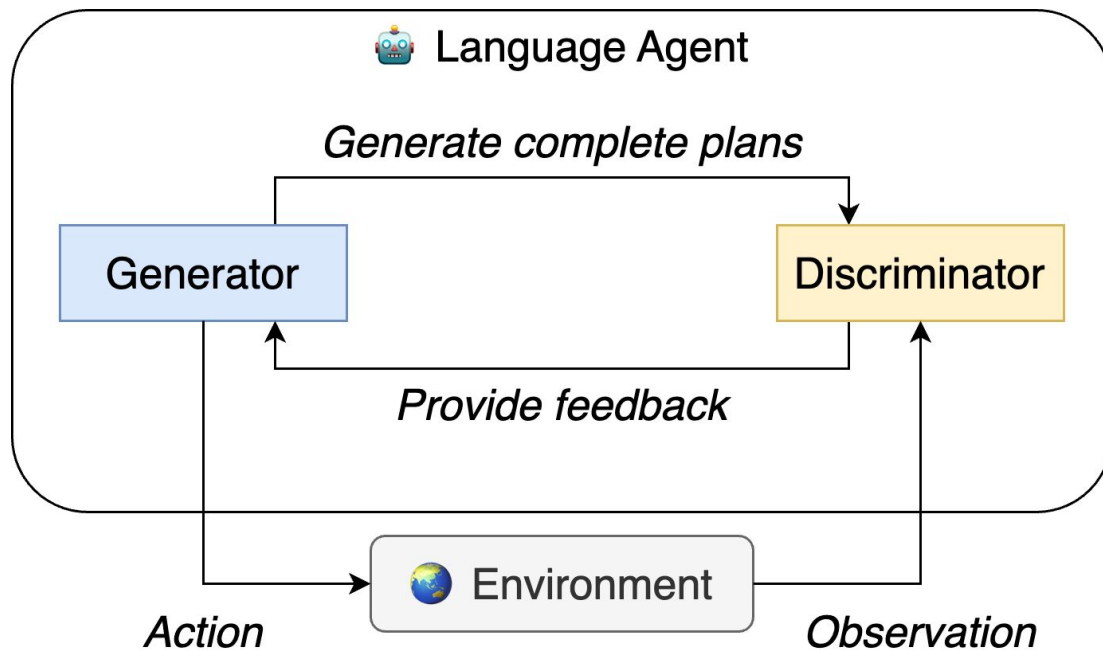 Language Agent
Generate complete plans
Generator
Discriminator
Provide feedback
Environment
Action
Observation